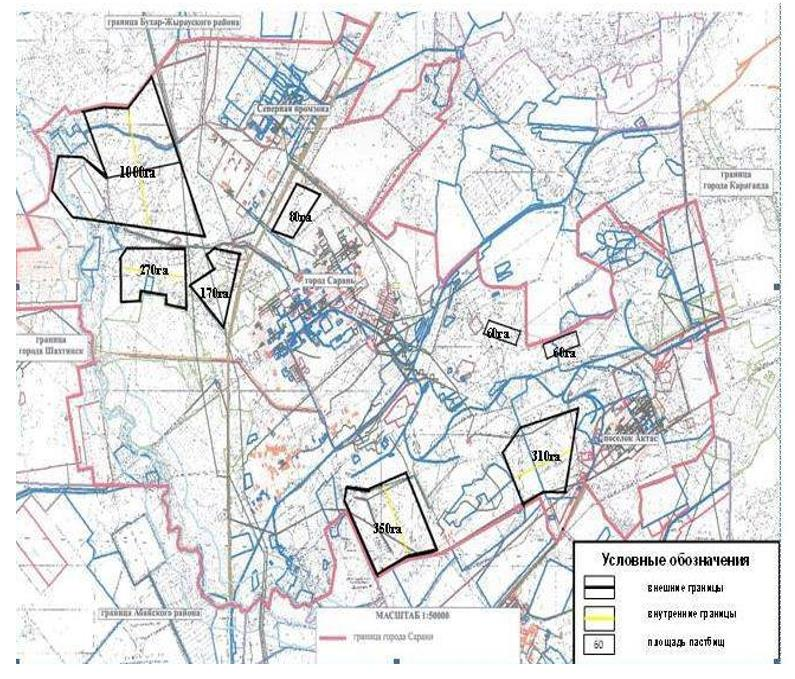 граница Бухар-Жырауского района
Северная промзона
1000га
граница
города Караганда
80га
270га
170га
город Сарань
граница
города Шахтинск
60га
60га
поселок Актас
310га
350га
Условные обозначения
внешние границы
внутренние границы
60 площадь пастбищ
граница Абайского района
МАСШТАБ 1:50000
граница города Сарани